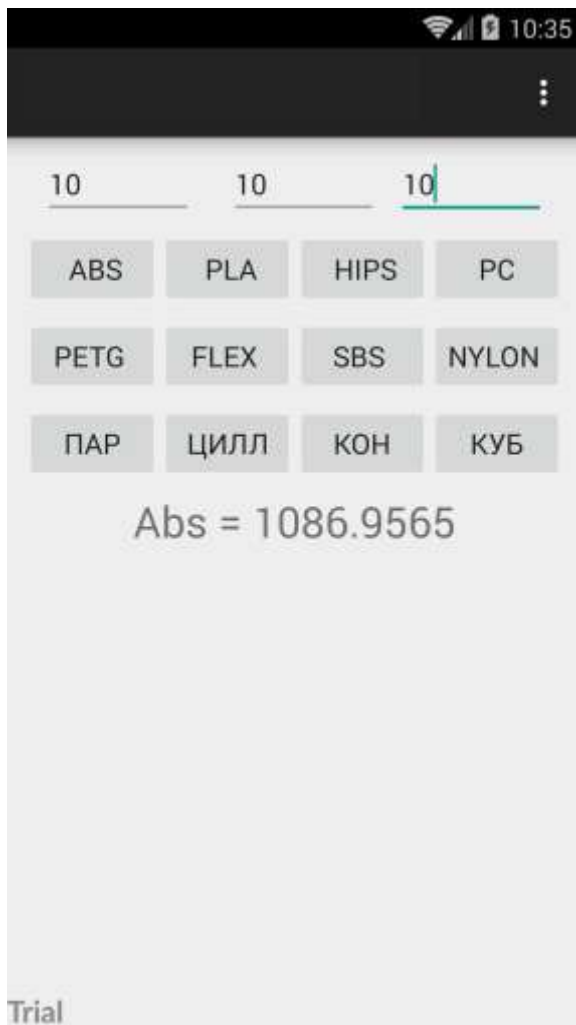 10:35
10 10 10
ABS PLA HIPS PC
PETG FLEX SBS NYLON
ПАР ЦИЛЛ КОН КУБ
Abs = 1086.9565
Trial